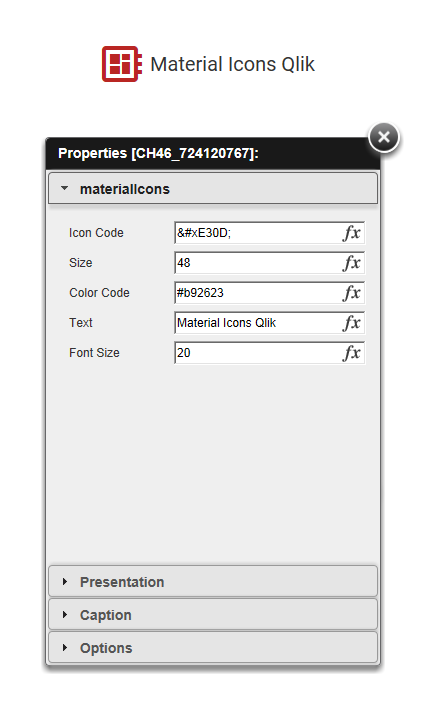 Material Icons Qlik
Properties [CH46_724120767]:
materialIcons
Icon Code &#xE30D; fx
Size 48 fx
Color Code #b92623 fx
Text Material Icons Qlik fx
Font Size 20 fx
Presentation
Caption
Options